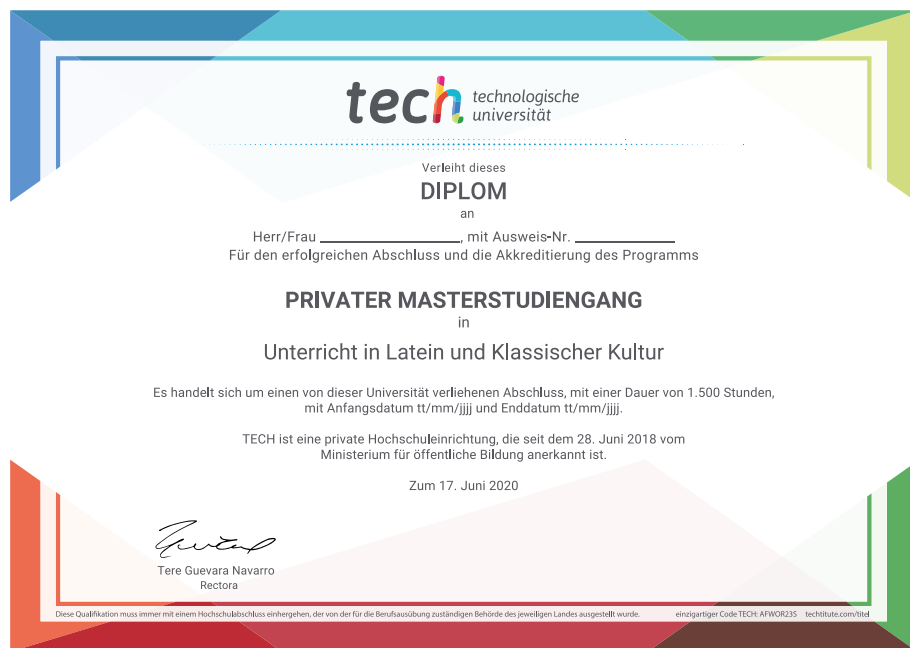 tech technologische
universität
Verleiht dieses
DIPLOM
an
Herr/Frau ____________________, mit Ausweis-Nr. ______________
Für den erfolgreichen Abschluss und die Akkreditierung des Programms
PRIVATER MASTERSTUDIENGANG
in
Unterricht in Latein und Klassischer Kultur
Es handelt sich um einen von dieser Universität verliehenen Abschluss, mit einer Dauer von 1.500 Stunden,
mit Anfangsdatum tt/mm/jjjj und Enddatum tt/mm/jjjj.
TECH ist eine private Hochschuleinrichtung, die seit dem 28. Juni 2018 vom
Ministerium für öffentliche Bildung anerkannt ist.
Zum 17. Juni 2020
Tere Guevara Navarro
Rectora
Diese Qualifikation muss immer mit einem Hochschulabschluss einhergehen, der von der für die Berufsausübung zuständigen Behörde des jeweiligen Landes ausgestellt wurde. einzigartiger Code TECH: AFWOR23S techtitute.com/titel